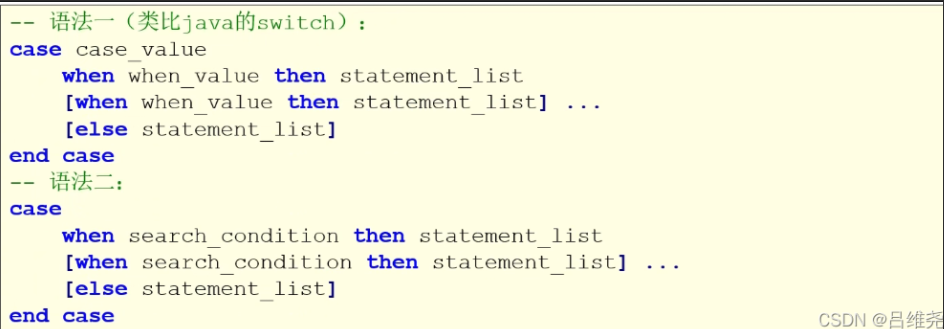 -- 语法一（类比java的switch）：
case case_value
    when when_value then statement_list
    [when when_value then statement_list] ...
    [else statement_list]
end case
-- 语法二：
case
    when search_condition then statement_list
    [when search_condition then statement_list] ...
    [else statement_list]
end case
CSDN @吕维尧